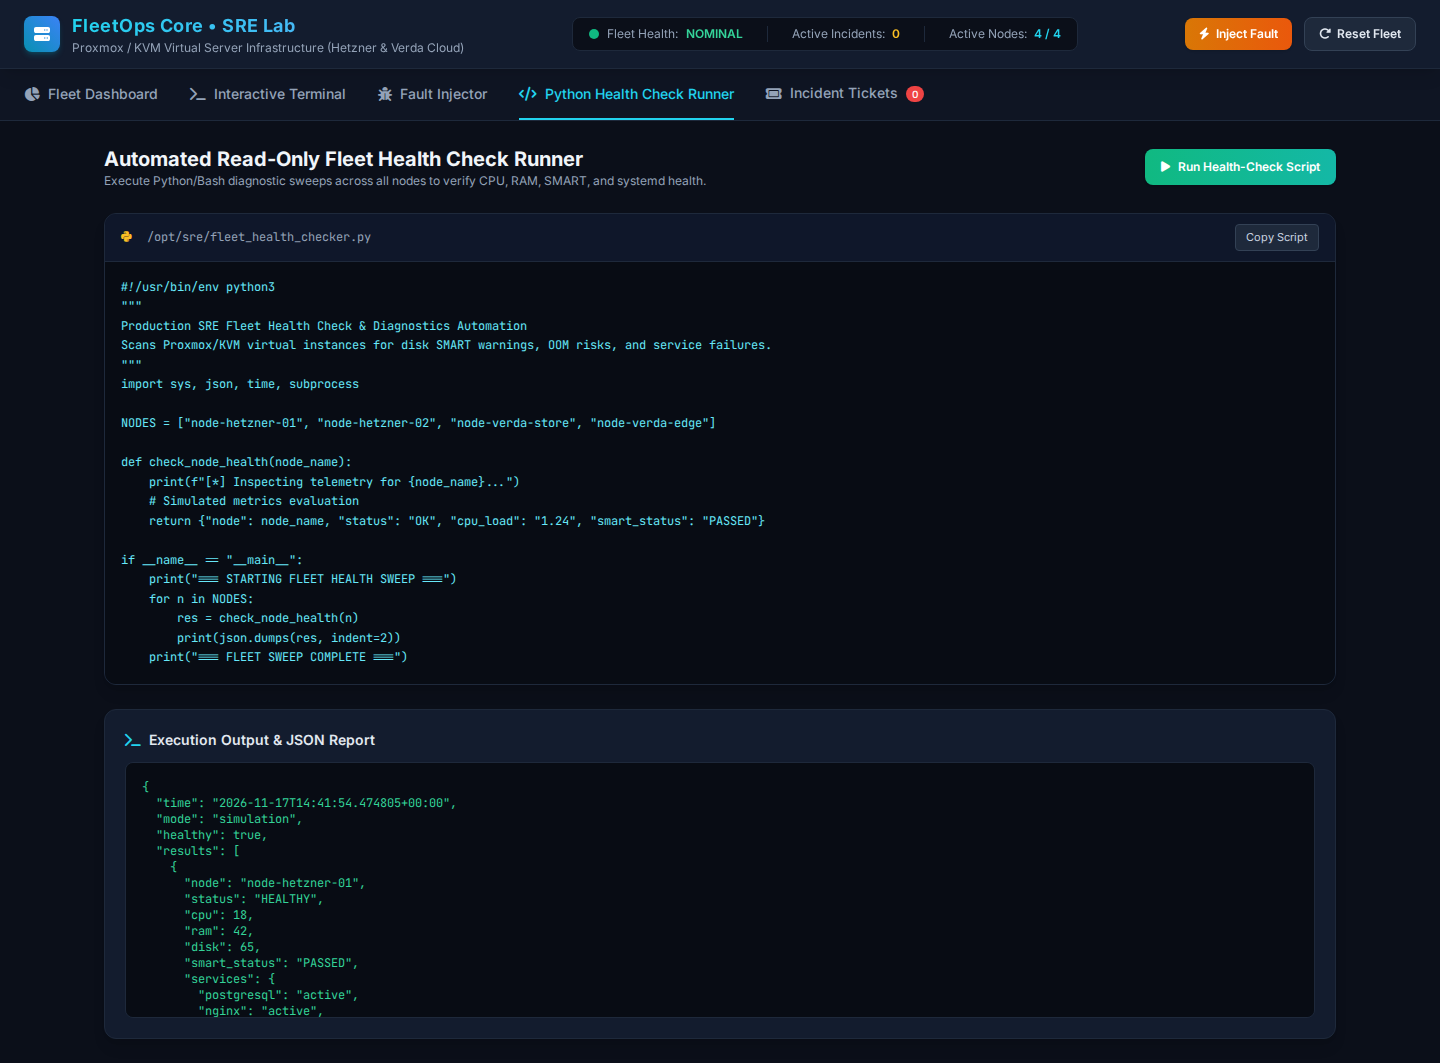 FleetOps Core • SRE Lab
Proxmox / KVM Virtual Server Infrastructure (Hetzner & Verda Cloud)
Fleet Health: NOMINAL
Active Incidents: 0
Active Nodes: 4 / 4
Inject Fault
Reset Fleet
Fleet Dashboard
Interactive Terminal
Fault Injector
Python Health Check Runner
Incident Tickets 0
Automated Read-Only Fleet Health Check Runner
Execute Python/Bash diagnostic sweeps across all nodes to verify CPU, RAM, SMART, and systemd health.
Run Health-Check Script
/opt/sre/fleet_health_checker.py
Copy Script
#!/usr/bin/env python3
"""
Production SRE Fleet Health Check & Diagnostics Automation
Scans Proxmox/KVM virtual instances for disk SMART warnings, OOM risks, and service failures.
"""
import sys, json, time, subprocess
NODES = ["node-hetzner-01", "node-hetzner-02", "node-verda-store", "node-verda-edge"]
def check_node_health(node_name):
    print(f"[*] Inspecting telemetry for {node_name}...")
    # Simulated metrics evaluation
    return {"node": node_name, "status": "OK", "cpu_load": "1.24", "smart_status": "PASSED"}
if __name__ == "__main__":
    print("=== STARTING FLEET HEALTH SWEEP ===")
    for n in NODES:
        res = check_node_health(n)
        print(json.dumps(res, indent=2))
    print("=== FLEET SWEEP COMPLETE ===")
Execution Output & JSON Report
{
  "time": "2026-11-17T14:41:54.474805+00:00",
  "mode": "simulation",
  "healthy": true,
  "results": [
    {
      "node": "node-hetzner-01",
      "status": "HEALTHY",
      "cpu": 18,
      "ram": 42,
      "disk": 65,
      "smart_status": "PASSED",
      "services": {
        "postgresql": "active",
        "nginx": "active",